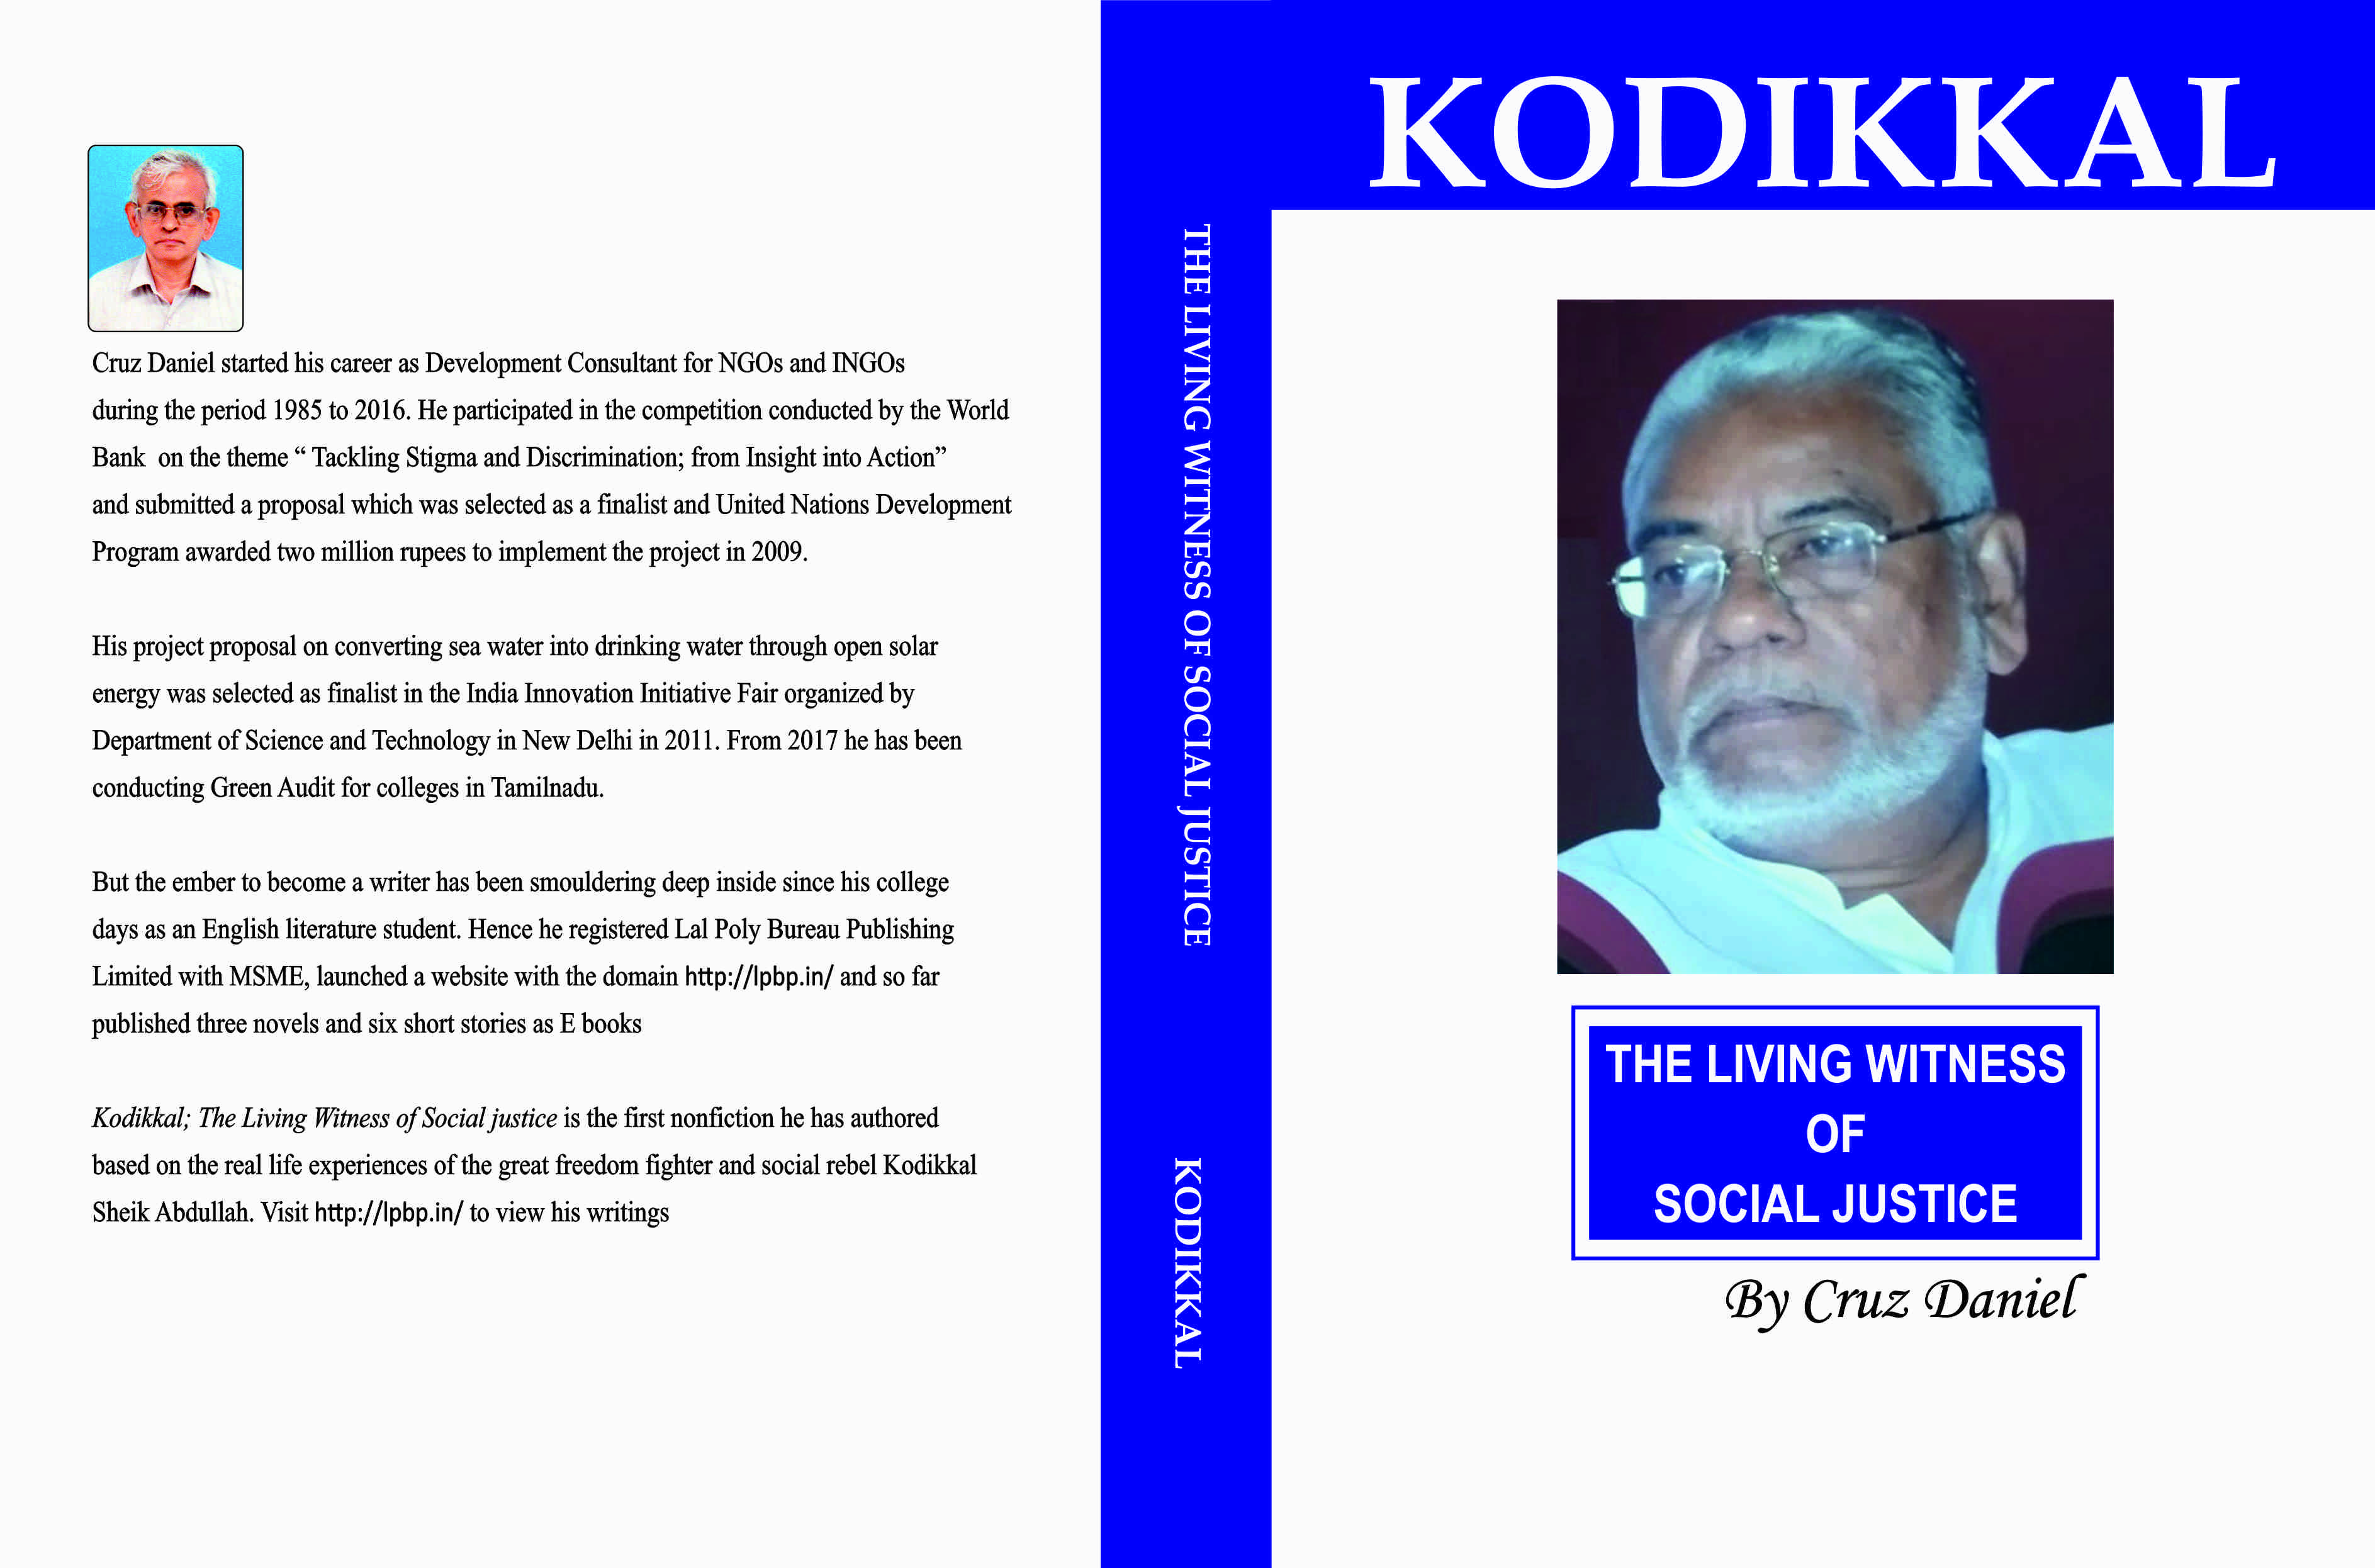 Cruz Daniel started his career as Development Consultant for NGOs and INGOs
during the period 1985 to 2016. He participated in the competition conducted by the World
Bank  on the theme “ Tackling Stigma and Discrimination; from Insight into Action”
and submitted a proposal which was selected as a finalist and United Nations Development
Program awarded two million rupees to implement the project in 2009.
His project proposal on converting sea water into drinking water through open solar
energy was selected as finalist in the India Innovation Initiative Fair organized by
Department of Science and Technology in New Delhi in 2011. From 2017 he has been
conducting Green Audit for colleges in Tamilnadu.
But the ember to become a writer has been smouldering deep inside since his college
days as an English literature student. Hence he registered Lal Poly Bureau Publishing
Limited with MSME, launched a website with the domain http://lpbp.in/ and so far
published three novels and six short stories as E books
Kodikkal; The Living Witness of Social justice is the first nonfiction he has authored
based on the real life experiences of the great freedom fighter and social rebel Kodikkal
Sheik Abdullah. Visit http://lpbp.in/ to view his writings
THE LIVING WITNESS OF SOCIAL JUSTICE
KODIKKAL
KODIKKAL
THE LIVING WITNESS
OF
SOCIAL JUSTICE
By Cruz Daniel